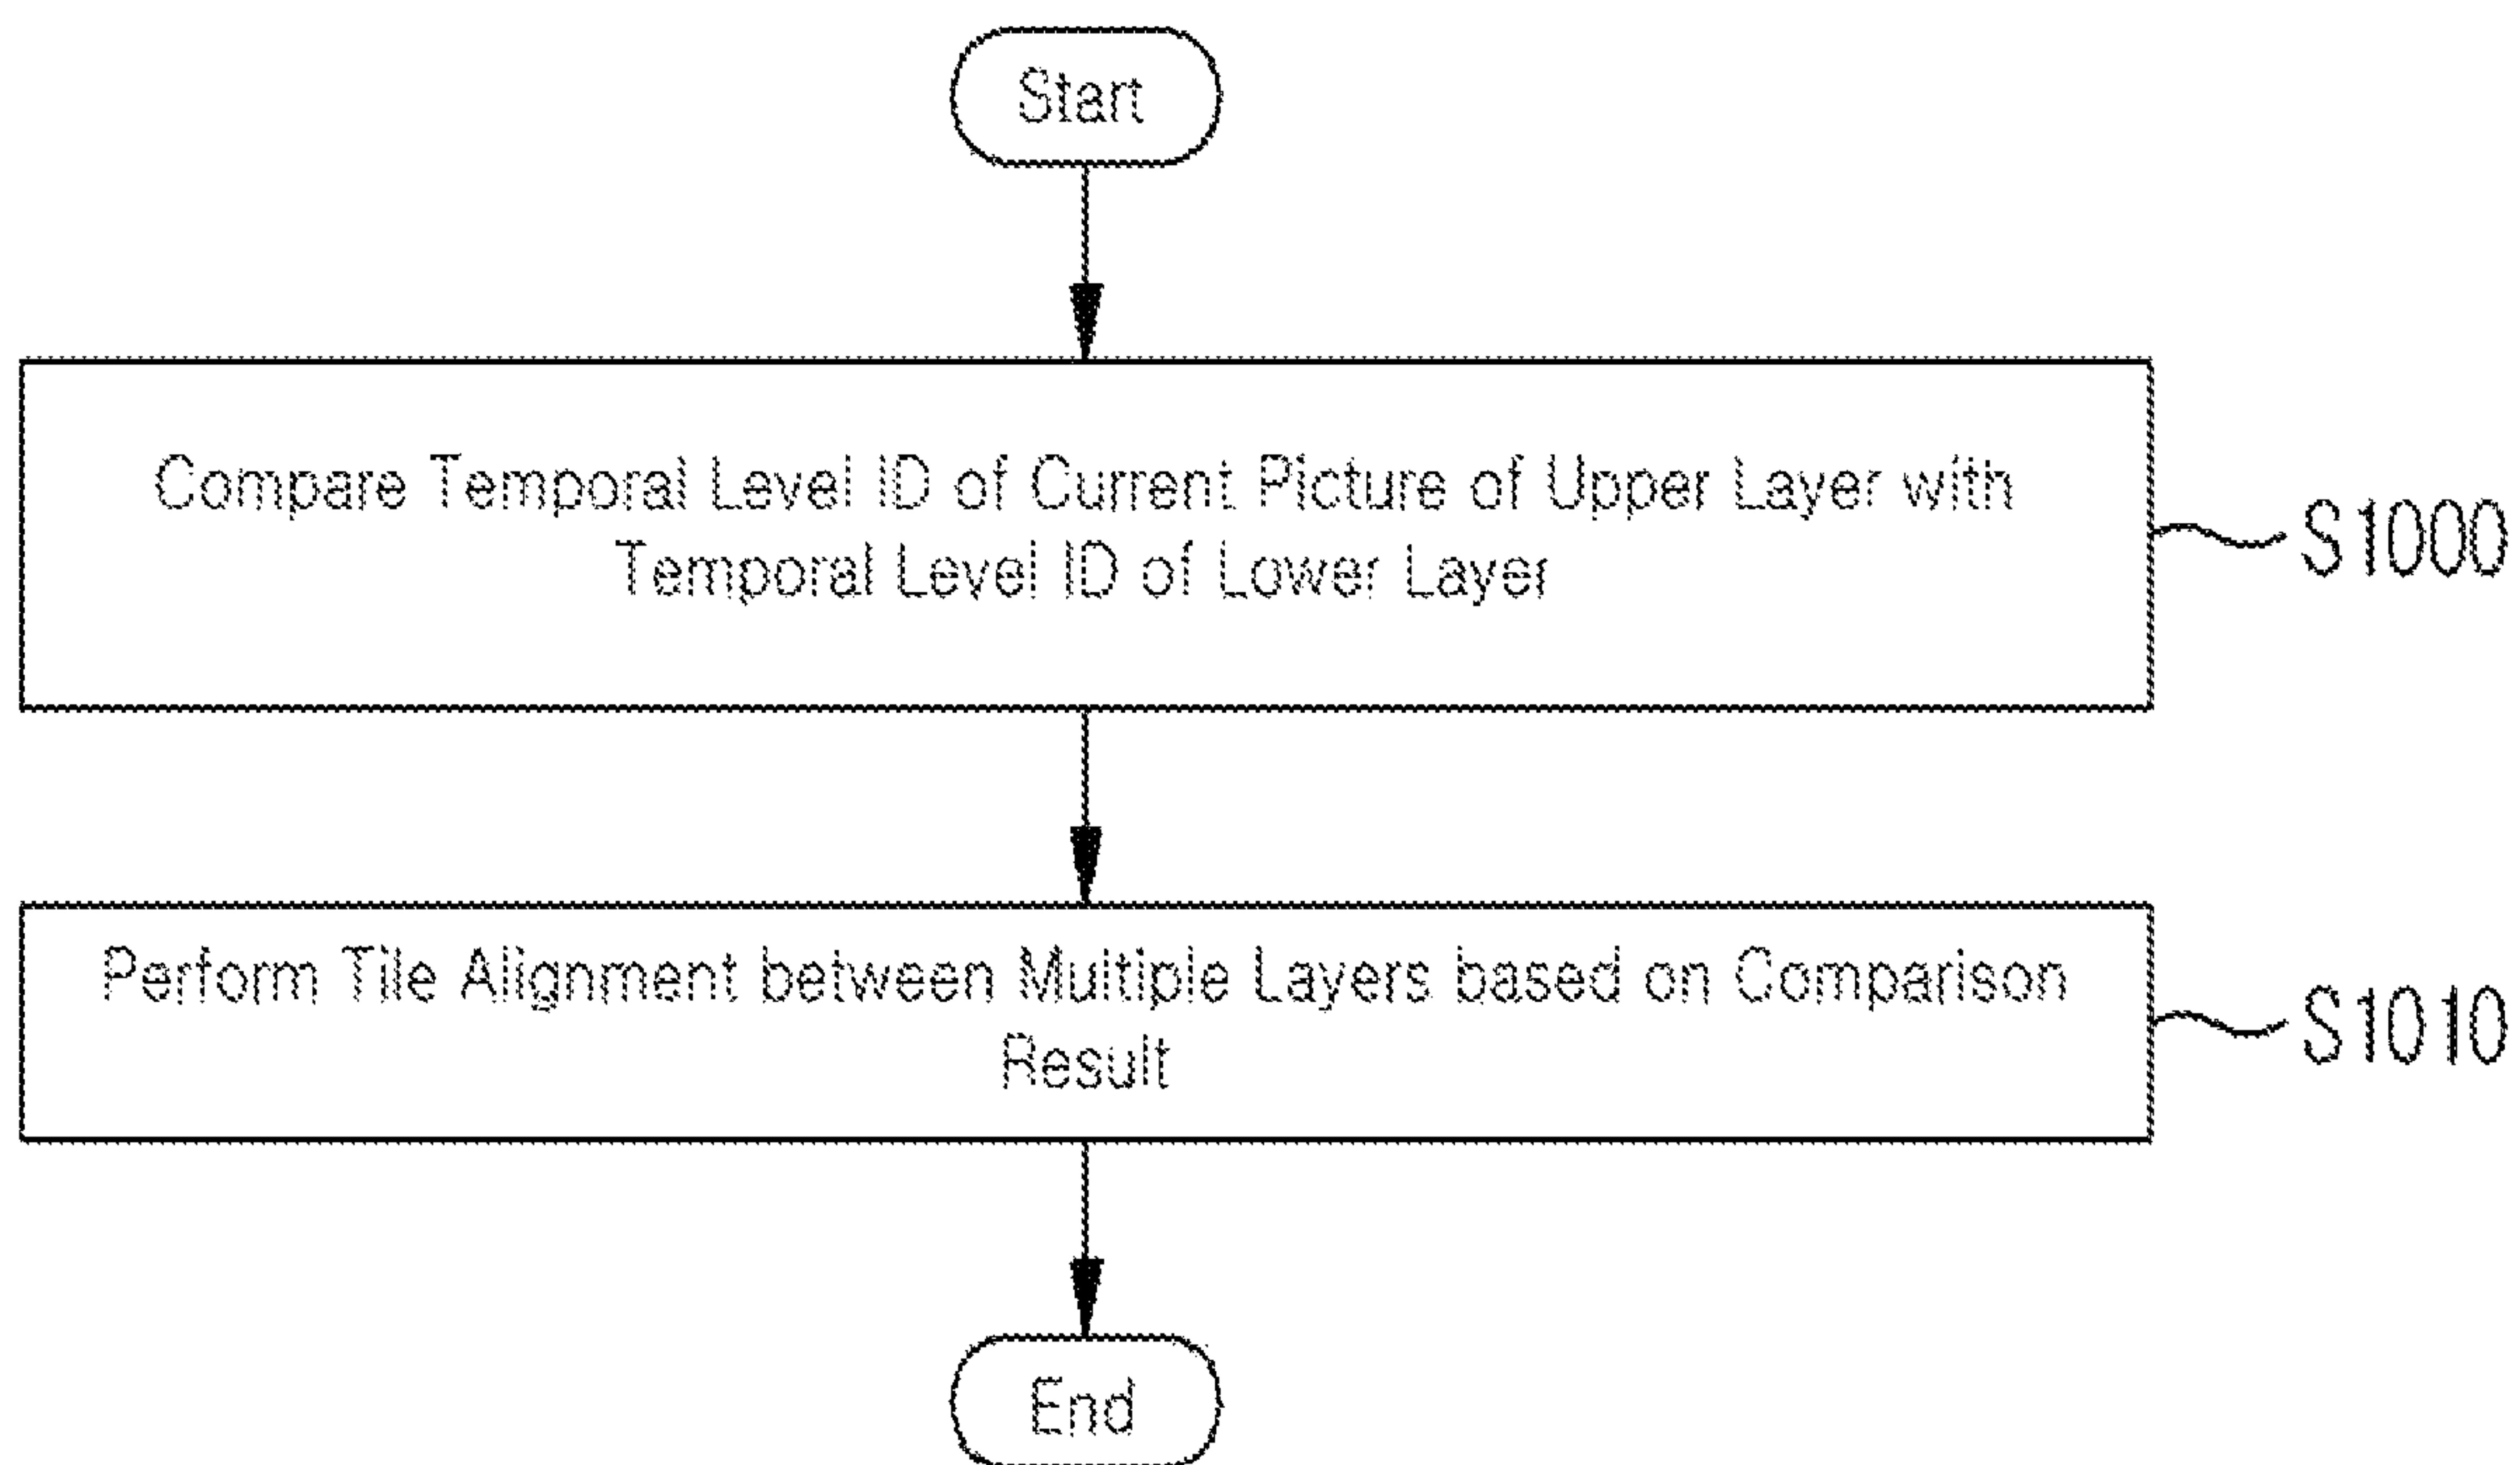 Start
Compare Temporal Level ID of Current Picture of Upper Layer with
Temporal Level ID of Lower Layer
S1000
Perform Tile Alignment between Multiple Layers based on Comparison
Result
S1010
End